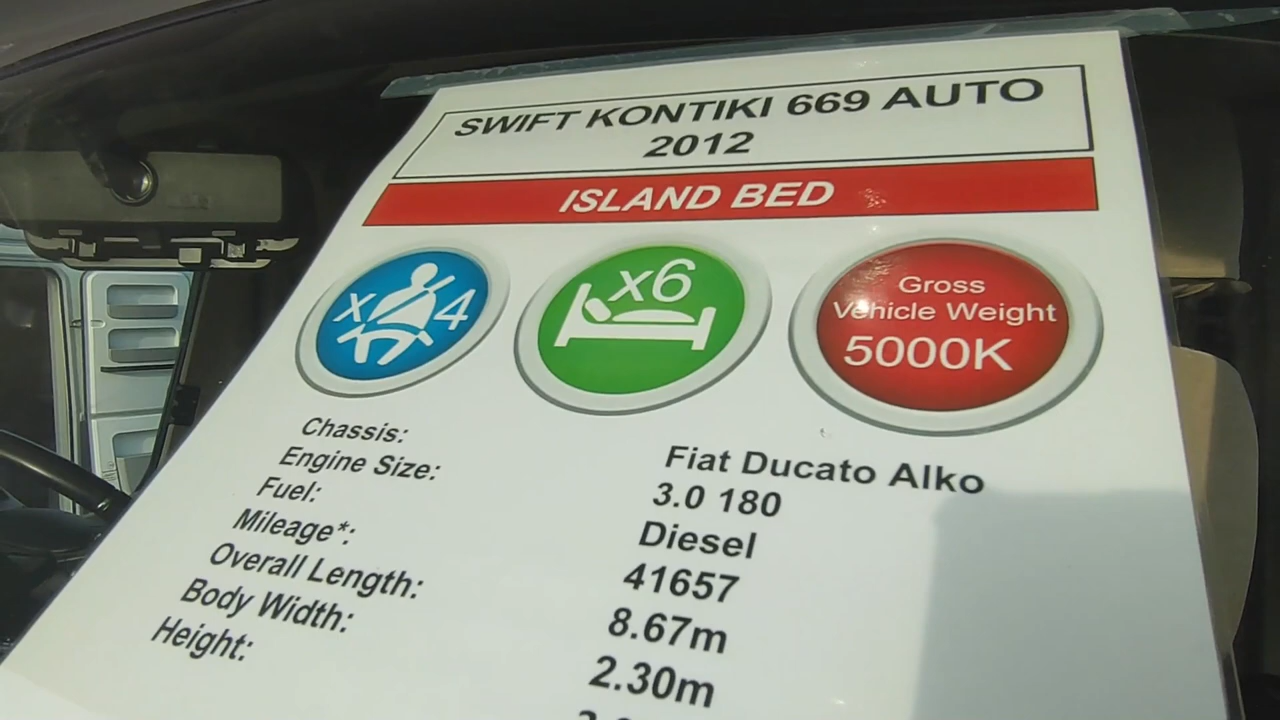 SWIFT KONTIKI 669 AUTO
2012
ISLAND BED
x4
x6
Gross
Vehicle Weight
5000K
Chassis: Fiat Ducato Alko
Engine Size: 3.0 180
Fuel: Diesel
Mileage*: 41657
Overall Length: 8.67m
Body Width: 2.30m
Height: